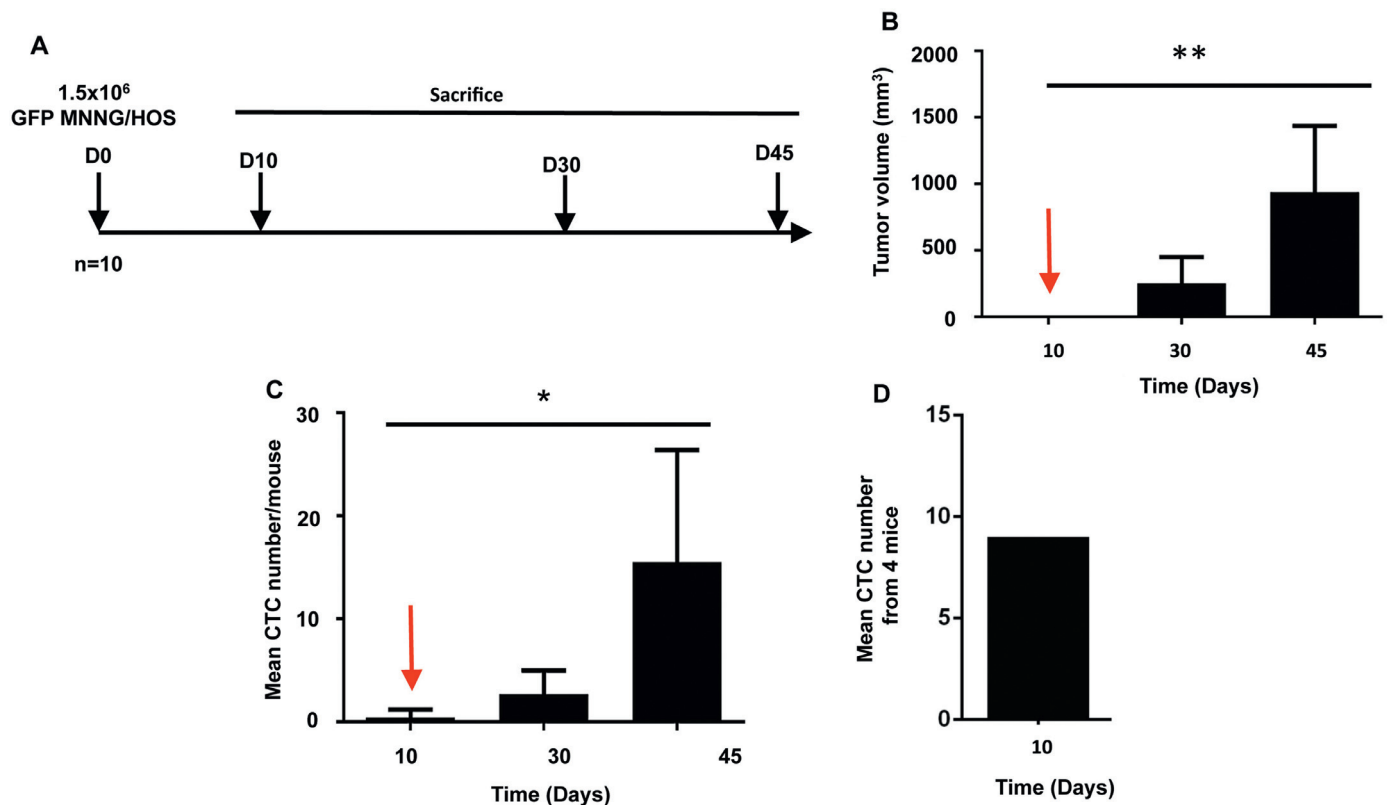 A
1.5x10⁶
GFP MNNG/HOS
Sacrifice
D0
D10
D30
D45
n=10
B
Tumor volume (mm³)
2000
1500
1000
500
0
**
10
30
45
Time (Days)
C
Mean CTC number/mouse
30
20
10
0
*
10
30
45
Time (Days)
D
Mean CTC number
from 4 mice
15
10
5
0
10
Time (Days)